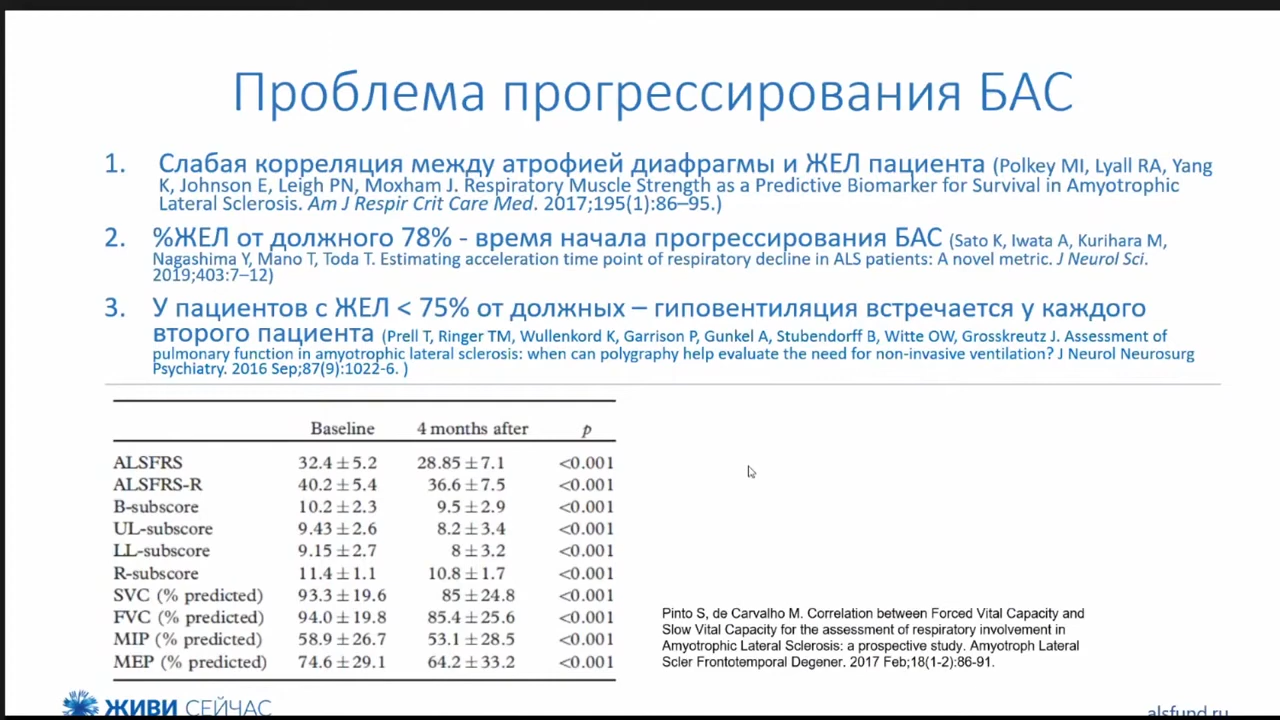 Проблема прогрессирования БАС
1. Слабая корреляция между атрофией диафрагмы и ЖЕЛ пациента (Polkey MI, Lyall RA, Yang
K, Johnson E, Leigh PN, Moxham J. Respiratory Muscle Strength as a Predictive Biomarker for Survival in Amyotrophic
Lateral Sclerosis. Am J Respir Crit Care Med. 2017;195(1):86–95.)
2. %ЖЕЛ от должного 78% - время начала прогрессирования БАС (Sato K, Iwata A, Kurihara M,
Nagashima Y, Mano T, Toda T. Estimating acceleration time point of respiratory decline in ALS patients: A novel metric. J Neurol Sci.
2019;403:7–12)
3. У пациентов с ЖЕЛ < 75% от должных – гиповентиляция встречается у каждого
второго пациента (Prell T, Ringer TM, Wullenkord K, Garrison P, Gunkel A, Stubendorff B, Witte OW, Grosskreutz J. Assessment of
pulmonary function in amyotrophic lateral sclerosis: when can polygraphy help evaluate the need for non-invasive ventilation? J Neurol Neurosurg
Psychiatry. 2016 Sep;87(9):1022-6. )
Baseline 4 months after p
ALSFRS 32.4 ± 5.2 28.85 ± 7.1 <0.001
ALSFRS-R 40.2 ± 5.4 36.6 ± 7.5 <0.001
B-subscore 10.2 ± 2.3 9.5 ± 2.9 <0.001
UL-subscore 9.43 ± 2.6 8.2 ± 3.4 <0.001
LL-subscore 9.15 ± 2.7 8 ± 3.2 <0.001
R-subscore 11.4 ± 1.1 10.8 ± 1.7 <0.001
SVC (% predicted) 93.3 ± 19.6 85 ± 24.8 <0.001
FVC (% predicted) 94.0 ± 19.8 85.4 ± 25.6 <0.001
MIP (% predicted) 58.9 ± 26.7 53.1 ± 28.5 <0.001
MEP (% predicted) 74.6 ± 29.1 64.2 ± 33.2 <0.001
Pinto S, de Carvalho M. Correlation between Forced Vital Capacity and
Slow Vital Capacity for the assessment of respiratory involvement in
Amyotrophic Lateral Sclerosis: a prospective study. Amyotroph Lateral
Scler Frontotemporal Degener. 2017 Feb;18(1-2):86-91.
ЖИВИ СЕЙЧАС
alsfund.ru